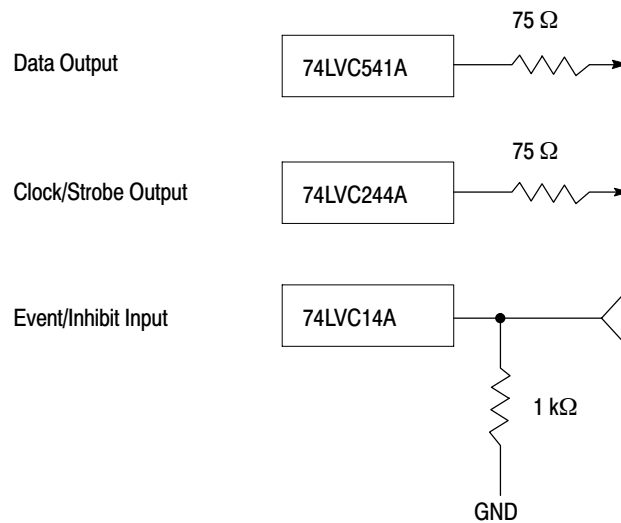 75 Ω
Data Output
74LVC541A
75 Ω
Clock/Strobe Output
74LVC244A
Event/Inhibit Input
74LVC14A
1 kΩ
GND